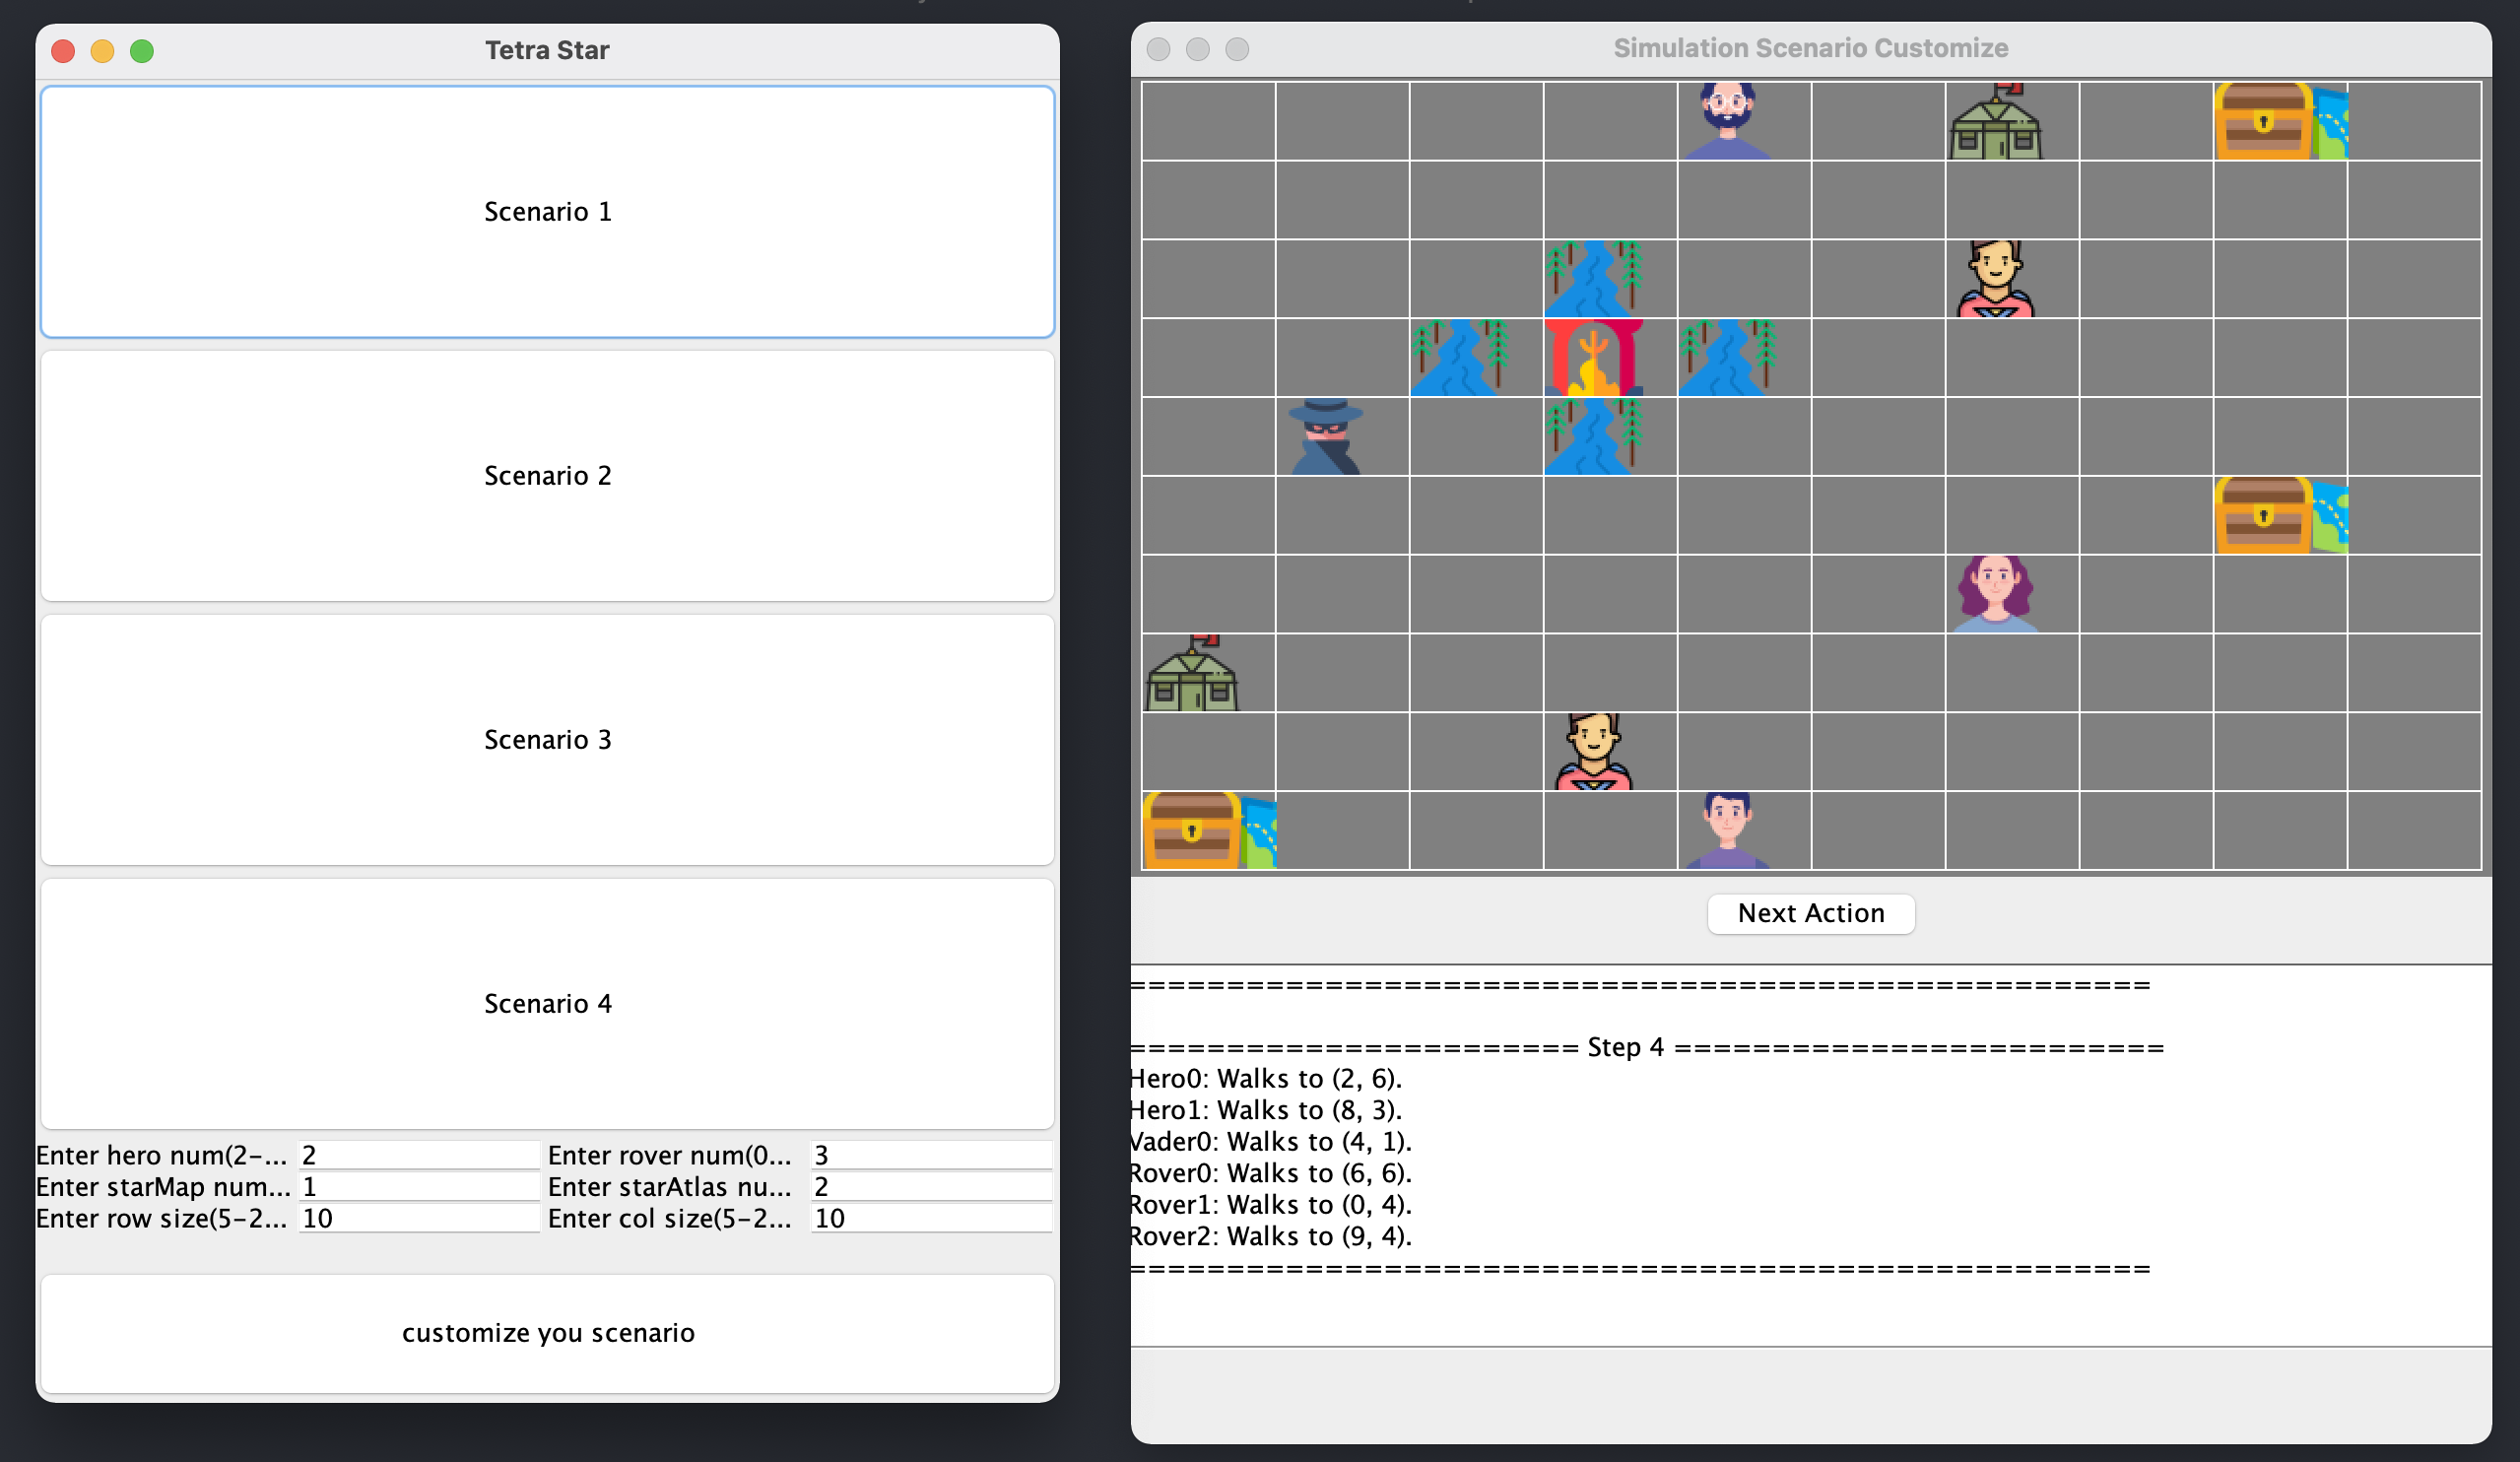 Tetra Star
Scenario 1
Scenario 2
Scenario 3
Scenario 4
Enter hero num(2-... 2 Enter rover num(0... 3
Enter starMap num... 1 Enter starAtlas nu... 2
Enter row size(5-2... 10 Enter col size(5-2... 10
customize you scenario
Simulation Scenario Customize
Next Action
====================================================
======================= Step 4 =========================
Hero0: Walks to (2, 6).
Hero1: Walks to (8, 3).
Vader0: Walks to (4, 1).
Rover0: Walks to (6, 6).
Rover1: Walks to (0, 4).
Rover2: Walks to (9, 4).
====================================================